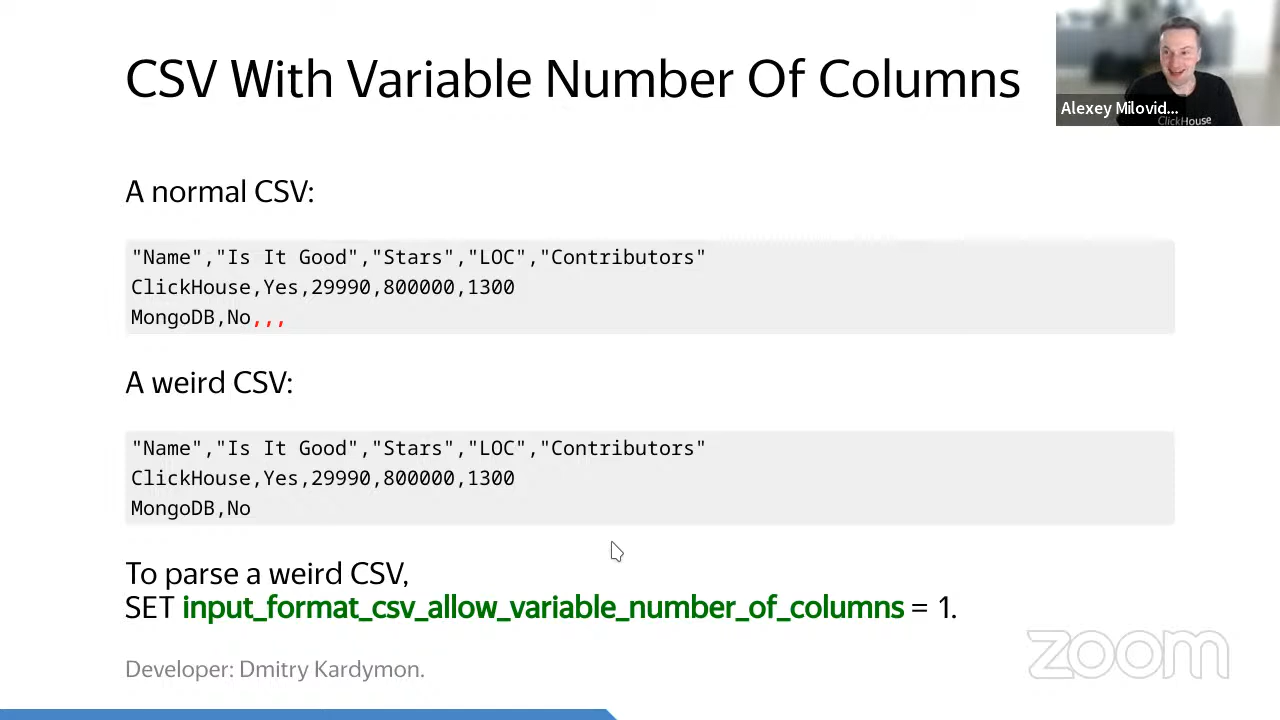 CSV With Variable Number Of Columns
Alexey Milovid...
ClickHouse
A normal CSV:
"Name","Is It Good","Stars","LOC","Contributors"
ClickHouse,Yes,29990,800000,1300
MongoDB,No,,,
A weird CSV:
"Name","Is It Good","Stars","LOC","Contributors"
ClickHouse,Yes,29990,800000,1300
MongoDB,No
To parse a weird CSV,
SET input_format_csv_allow_variable_number_of_columns = 1.
Developer: Dmitry Kardymon.
zoom